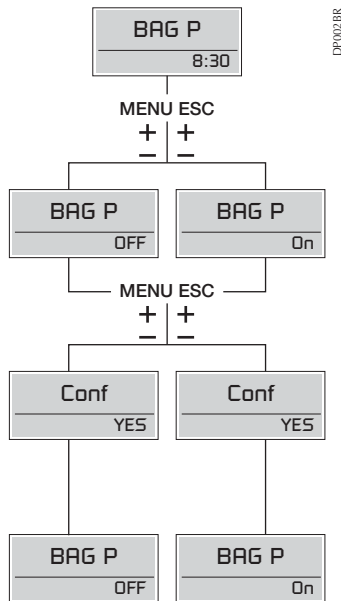 BAG P
8:30
DP002BR
MENU ESC
+ +
– –
BAG P
OFF
BAG P
On
MENU ESC
+ +
– –
Conf
YES
Conf
YES
BAG P
OFF
BAG P
On